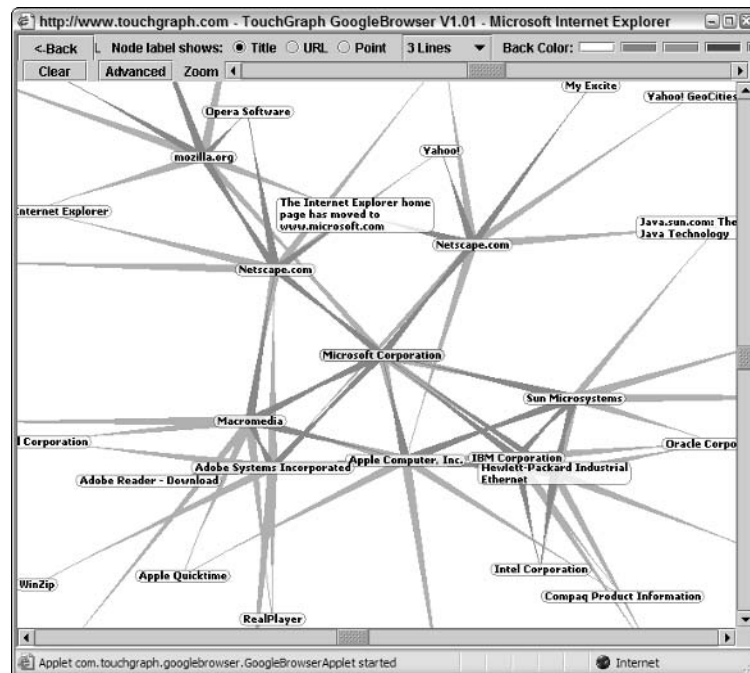 http://www.touchgraph.com - TouchGraph GoogleBrowser V1.01 - Microsoft Internet Explorer
<-Back L Node label shows: Title URL Point 3 Lines Back Color:
Clear Advanced Zoom
My Excite
Yahoo! GeoCities
Opera Software
mozilla.org
Yahoo!
The Internet Explorer home
page has moved to
www.microsoft.com
Internet Explorer
Java.sun.com: The
Java Technology
Netscape.com
Netscape.com
Microsoft Corporation
Sun Microsystems
Macromedia
l Corporation
Oracle Corpo
Adobe Systems Incorporated
Apple Computer, Inc.
IBM Corporation
Hewlett-Packard Industrial
Ethernet
Adobe Reader - Download
WinZip
Apple Quicktime
Intel Corporation
Compaq Product Information
RealPlayer
Applet com.touchgraph.googlebrowser.GoogleBrowserApplet started
Internet